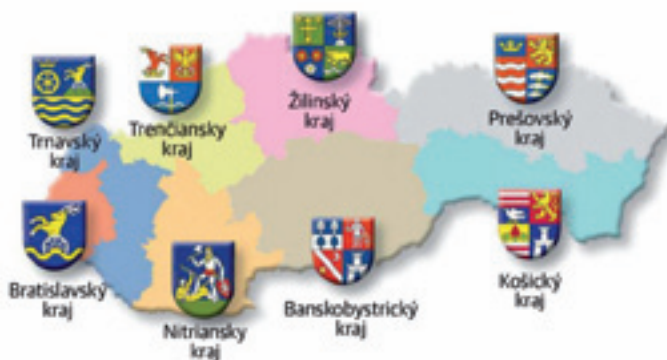 Žilinský
kraj
Trnavský
kraj
Trenčiansky
kraj
Prešovský
kraj
Bratislavský
kraj
Nitriansky
kraj
Banskobystrický
kraj
Košický
kraj